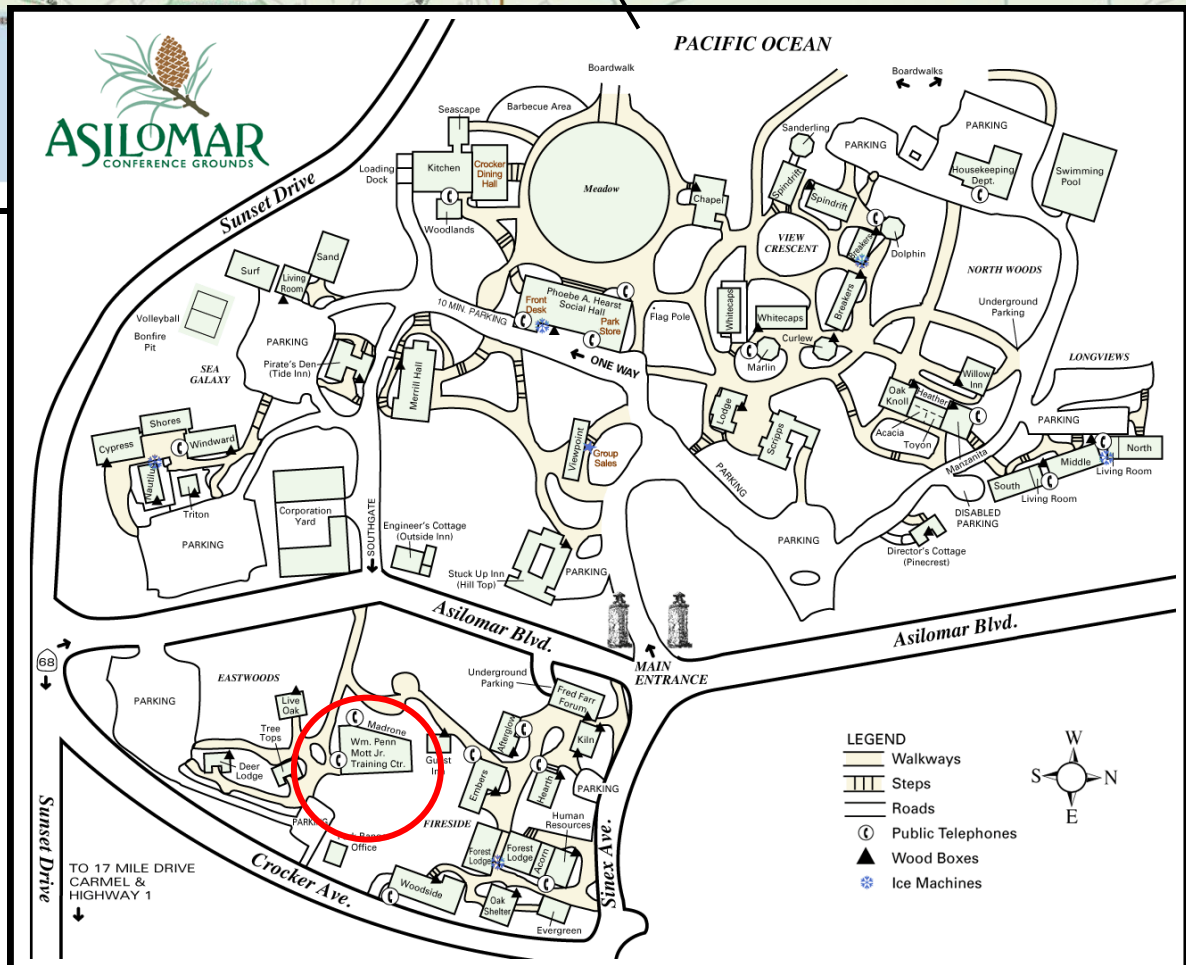 PACIFIC OCEAN
ASILOMAR
CONFERENCE GROUNDS
Boardwalk
Boardwalks
Barbecue Area
Seascape
Loading
Dock
Kitchen
Crocker
Dining
Hall
Woodlands
Meadow
Chapel
Sanderling
Spindrift
Spindrift
PARKING
PARKING
Housekeeping
Dept.
Swimming
Pool
VIEW
CRESCENT
Breakers
Dolphin
NORTH WOODS
Underground
Parking
Sunset Drive
Surf
Living
Room
Sand
Volleyball
Bonfire
Pit
SEA
GALAXY
PARKING
Pirate's Den
(Tide Inn)
10 MIN. PARKING
Front
Desk
Phoebe A. Hearst
Social Hall
Park
Store
ONE WAY
Flag Pole
Whitecaps
Whitecaps
Breakers
Curlew
Marlin
LONGVIEWS
Merrill Hall
Lodge
Scripps
Oak
Knoll
Heather
Willow
Inn
Acacia
Toyon
Manzanita
PARKING
North
Middle
Living Room
South
Living Room
DISABLED
PARKING
Director's Cottage
(Pinecrest)
Shores
Cypress
Windward
Nautilus
Triton
PARKING
Corporation
Yard
SOUTHGATE
Viewpoint
Group
Sales
PARKING
PARKING
Engineer's Cottage
(Outside Inn)
Stuck Up Inn
(Hill Top)
PARKING
Asilomar Blvd.
Asilomar Blvd.
MAIN
ENTRANCE
68
PARKING
EASTWOODS
Live
Oak
Tree
Tops
Deer
Lodge
Madrone
Wm. Penn
Mott Jr.
Training Ctr.
Guest
Inn
Underground
Parking
Fred Farr
Forum
Kiln
Afterglow
Embers
Hearth
PARKING
FIRESIDE
Human
Resources
PARKING
Office
Forest
Lodge
Forest
Lodge
Acorn
Woodside
Oak
Shelter
Evergreen
Sinex Ave.
Crocker Ave.
Sunset Drive
TO 17 MILE DRIVE
CARMEL &
HIGHWAY 1
LEGEND
Walkways
Steps
Roads
Public Telephones
Wood Boxes
Ice Machines
W
S
N
E